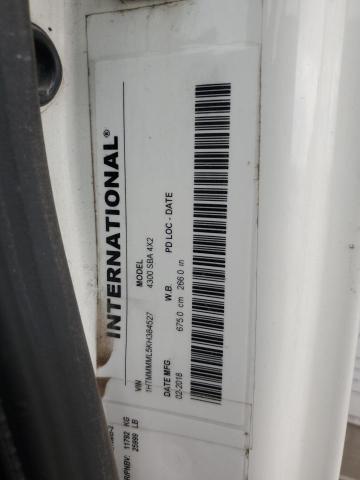 INTERNATIONAL®
VIN
MODEL
1HTMMMML5KH384527
4300 SBA 4X2
DATE MFG.
W.B.
PD LOC - DATE
02-2018
675.0 cm 266.0 in
R/PNBV: 11792 KG
25999 LB